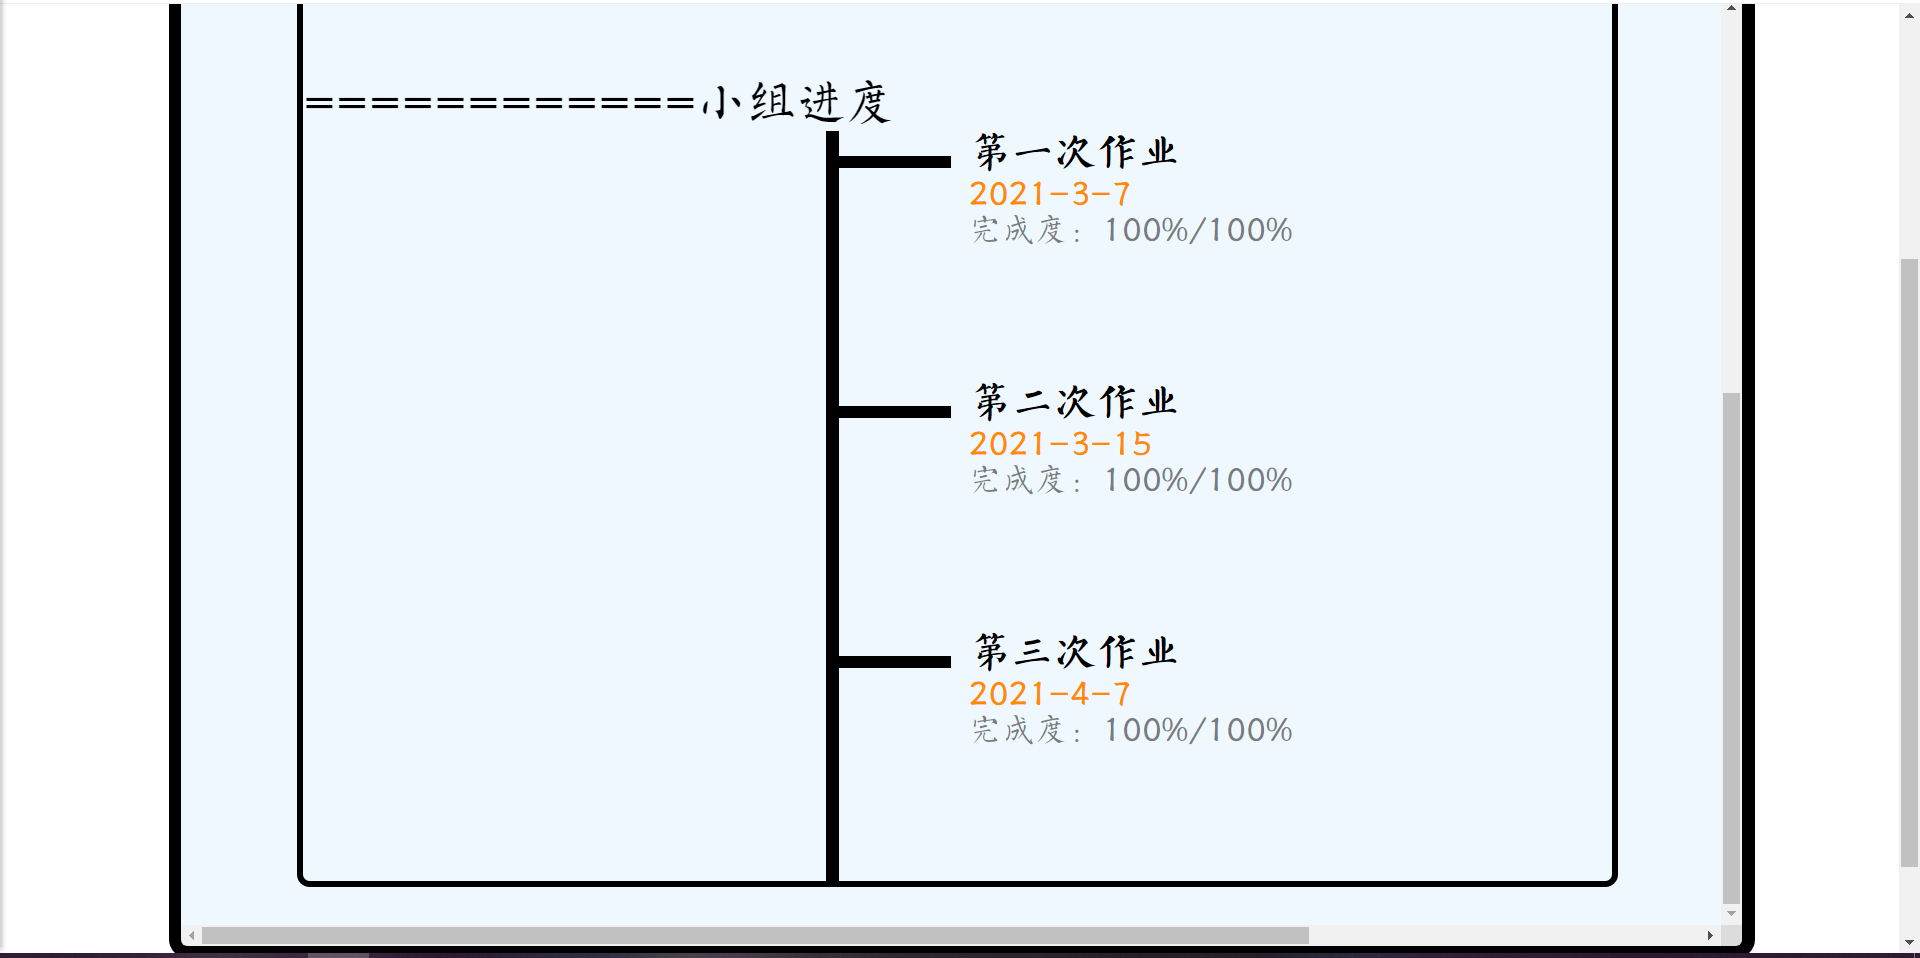 ============小组进度
第一次作业
2021-3-7
完成度：100%/100%
第二次作业
2021-3-15
完成度：100%/100%
第三次作业
2021-4-7
完成度：100%/100%